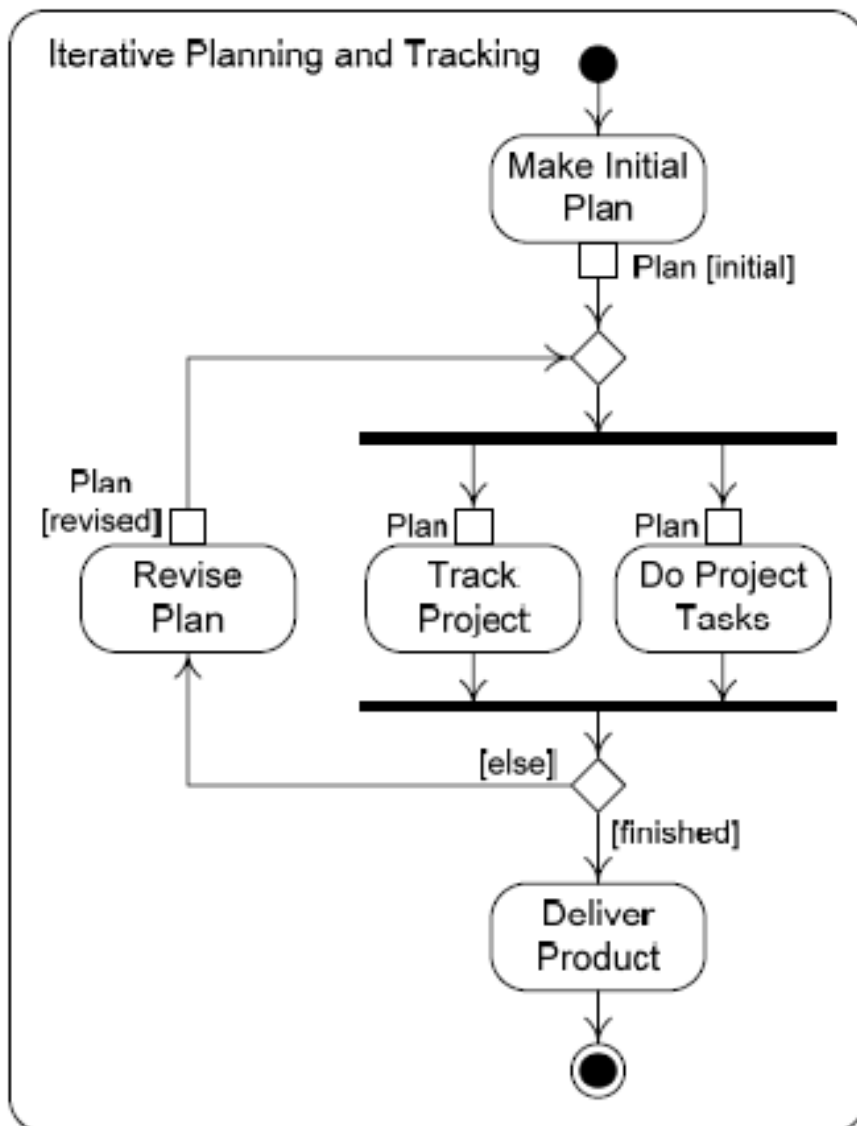 Iterative Planning and Tracking
Make Initial
Plan
Plan [initial]
Plan
[revised]
Revise
Plan
Plan
Track
Project
Plan
Do Project
Tasks
[else]
[finished]
Deliver
Product